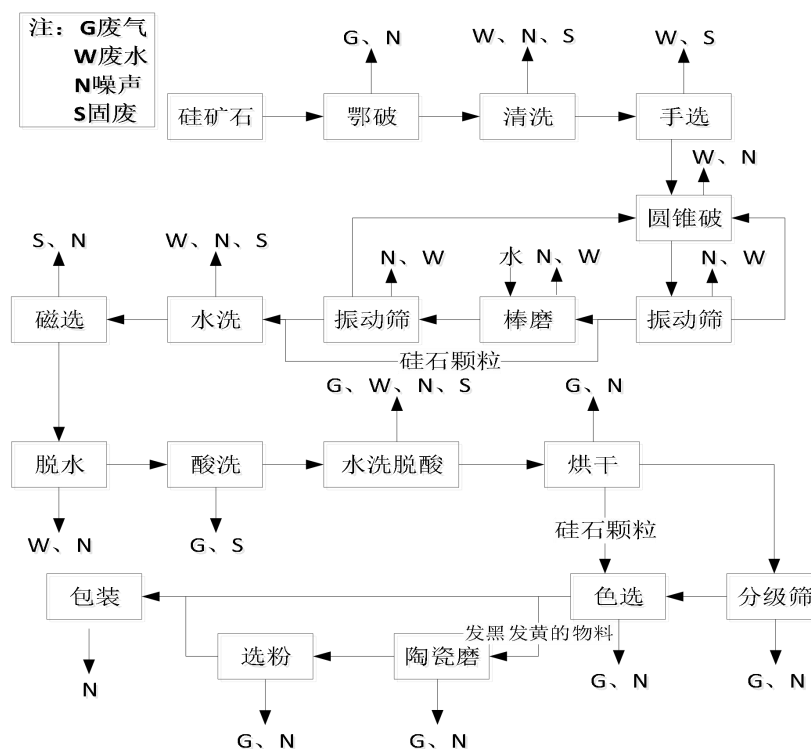 注：G废气
W废水
N噪声
S固废
G、N
W、N、S
W、S
硅矿石
鄂破
清洗
手选
W、N
圆锥破
S、N
W、N、S
N、W
水
N、W
N、W
磁选
水洗
振动筛
棒磨
振动筛
硅石颗粒
G、W、N、S
G、N
脱水
酸洗
水洗脱酸
烘干
W、N
G、S
硅石颗粒
包装
色选
分级筛
发黑发黄的物料
选粉
陶瓷磨
N
G、N
G、N
G、N
G、N